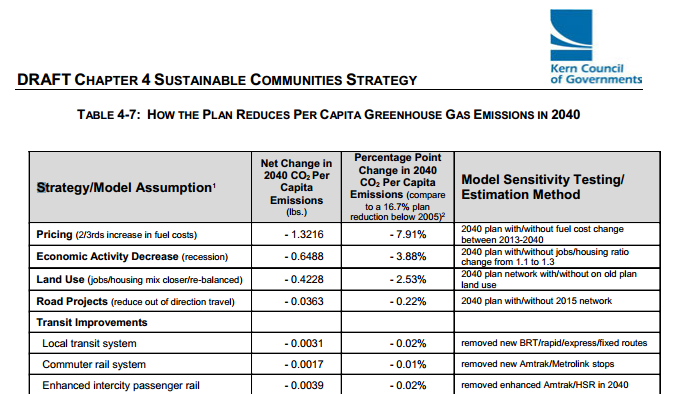 Kern Council
of Governments
DRAFT CHAPTER 4 SUSTAINABLE COMMUNITIES STRATEGY
TABLE 4-7: HOW THE PLAN REDUCES PER CAPITA GREENHOUSE GAS EMISSIONS IN 2040
Strategy/Model Assumption¹
Net Change in
2040 CO₂ Per
Capita
Emissions
(lbs.)
Percentage Point
Change in 2040
CO₂ Per Capita
Emissions (compare
to a 16.7% plan
reduction below 2005)²
Model Sensitivity Testing/
Estimation Method
Pricing (2/3rds increase in fuel costs)
- 1.3216
- 7.91%
2040 plan with/without fuel cost change
between 2013-2040
Economic Activity Decrease (recession)
- 0.6488
- 3.88%
2040 plan with/without jobs/housing ratio
change from 1.1 to 1.3
Land Use (jobs/housing mix closer/re-balanced)
- 0.4228
- 2.53%
2040 plan network with/without on old plan
land use
Road Projects (reduce out of direction travel)
- 0.0363
- 0.22%
2040 plan with/without 2015 network
Transit Improvements
Local transit system
- 0.0031
- 0.02%
removed new BRT/rapid/express/fixed routes
Commuter rail system
- 0.0017
- 0.01%
removed new Amtrak/Metrolink stops
Enhanced intercity passenger rail
- 0.0039
- 0.02%
removed enhanced Amtrak/HSR in 2040